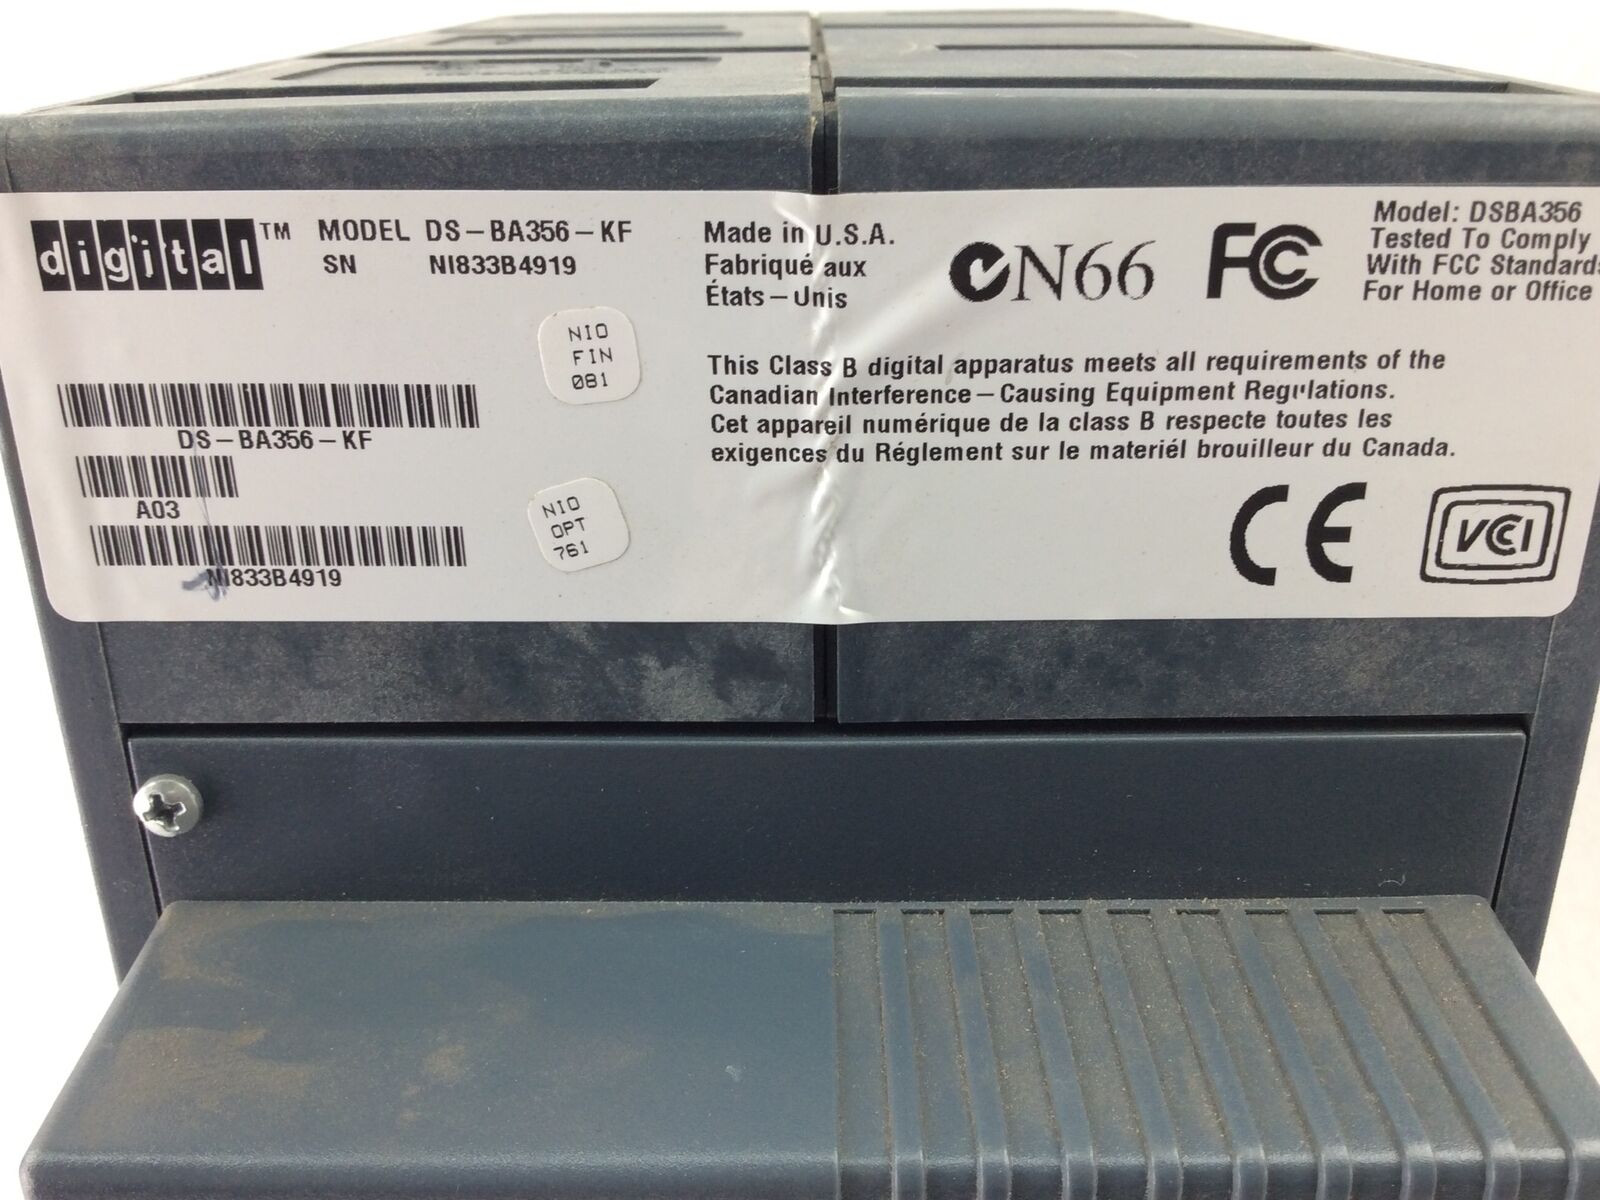 digital™ MODEL DS-BA356-KF
SN NI833B4919
Made in U.S.A.
Fabriqué aux
États-Unis
N66
FC
Model: DSBA356
Tested To Comply
With FCC Standards
For Home or Office
NIO
FIN
081
This Class B digital apparatus meets all requirements of the
Canadian Interference-Causing Equipment Regulations.
Cet appareil numérique de la class B respecte toutes les
exigences du Réglement sur le materiél brouilleur du Canada.
DS-BA356-KF
A03
NI833B4919
NIO
OPT
761
CE
VCI